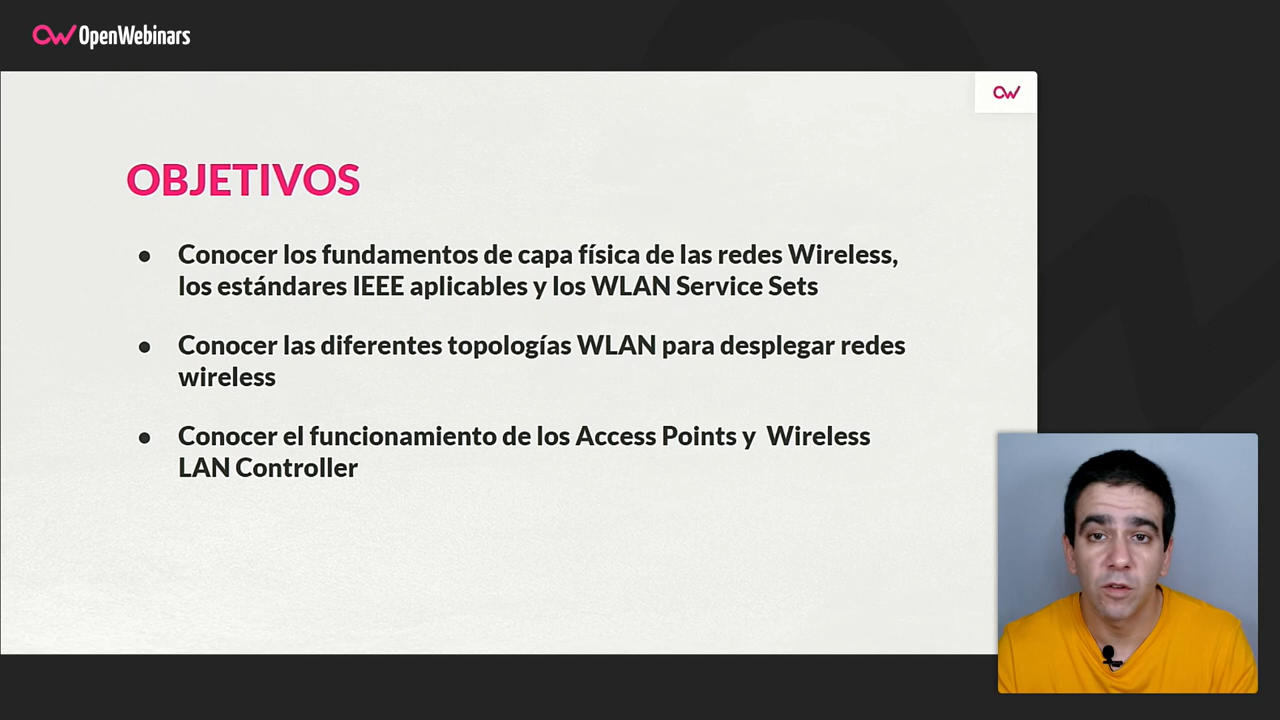 OpenWebinars
OBJETIVOS
● Conocer los fundamentos de capa física de las redes Wireless,
los estándares IEEE aplicables y los WLAN Service Sets
● Conocer las diferentes topologías WLAN para desplegar redes
wireless
● Conocer el funcionamiento de los Access Points y  Wireless
LAN Controller